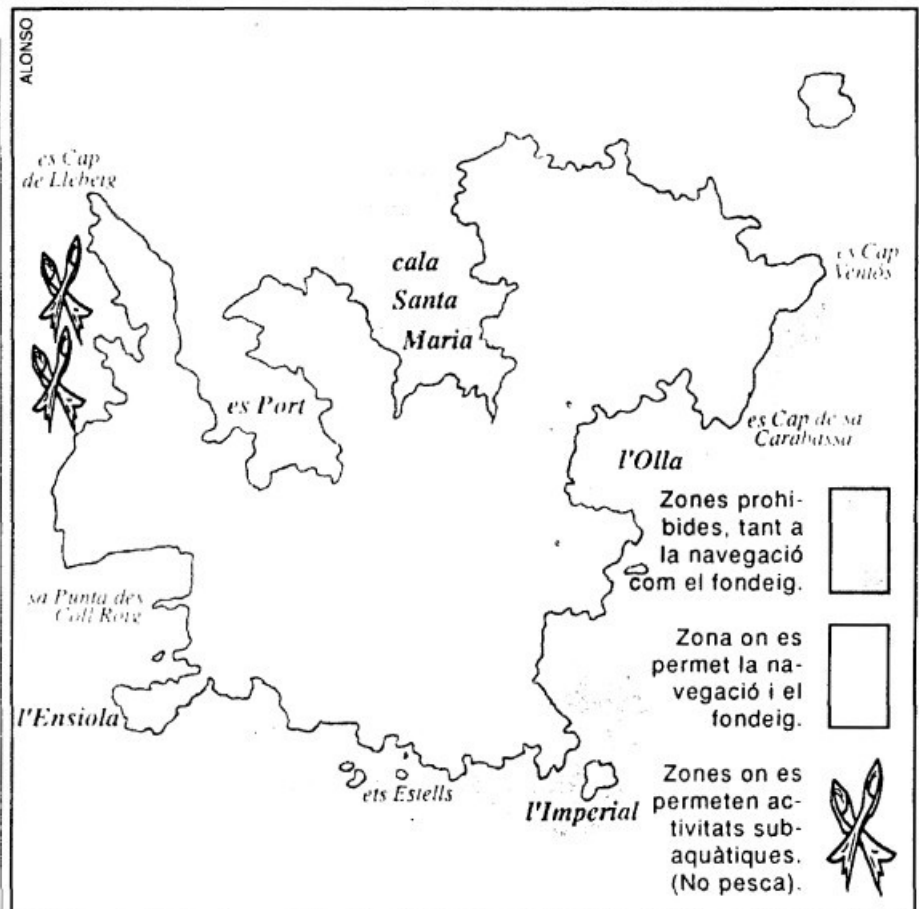 ALONSO
es Cap
de Llebeig
cala
Santa
Maria
es Cap
Ventós
es Port
es Cap de sa
Carabassa
l'Olla
Zones prohi-
bides, tant a
la navegació
com el fondeig.
sa Punta des
Coll Roig
Zona on es
permet la na-
vegació i el
fondeig.
l'Ensiola
ets Estells
l'Imperial
Zones on es
permeten ac-
tivitats sub-
aquàtiques.
(No pesca).